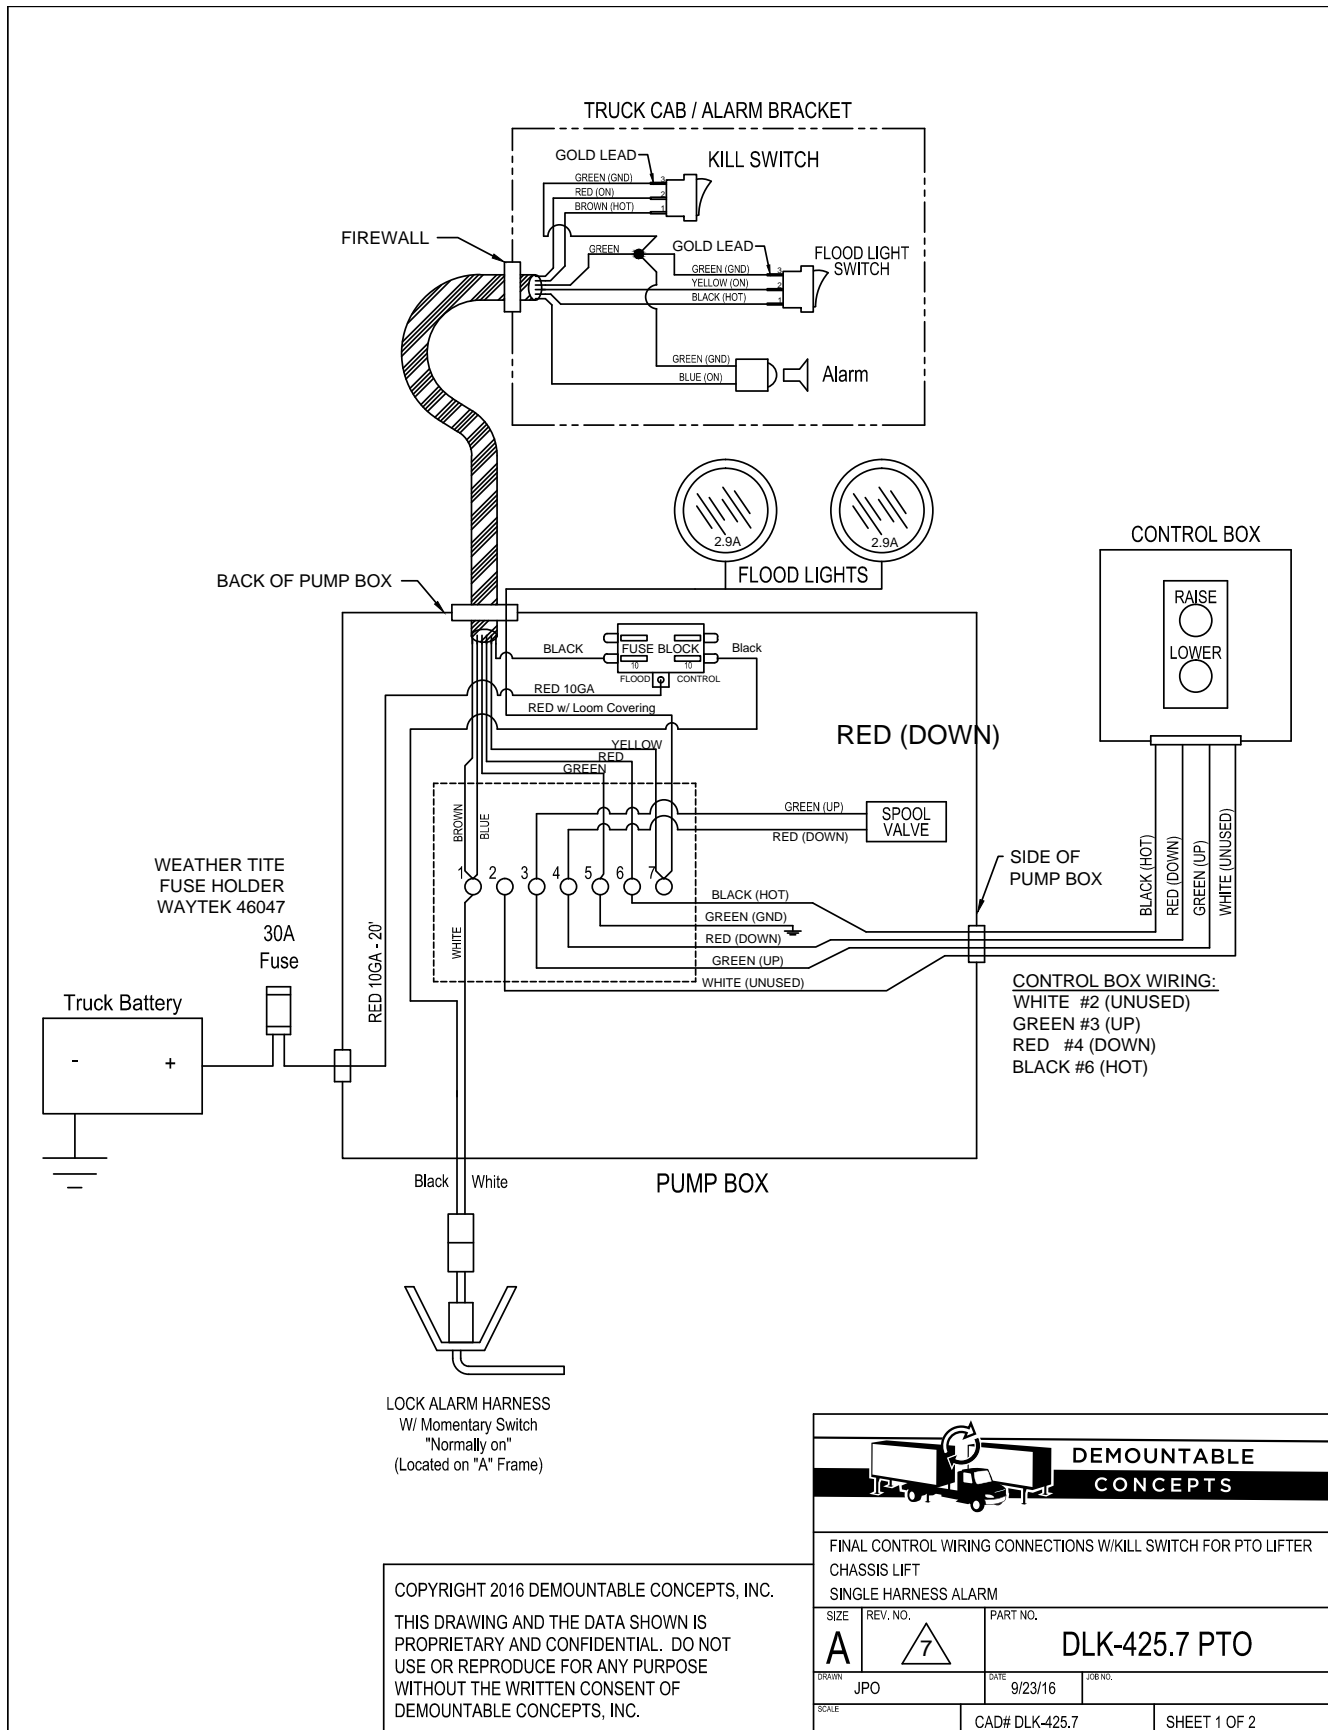 TRUCK CAB / ALARM BRACKET
GOLD LEAD
KILL SWITCH
GREEN (GND)
3
RED (ON)
2
BROWN (HOT)
1
FIREWALL
GREEN
GOLD LEAD
FLOOD LIGHT
SWITCH
GREEN (GND)
3
YELLOW (ON)
2
BLACK (HOT)
1
GREEN (GND)
BLUE (ON)
Alarm
2.9A
2.9A
FLOOD LIGHTS
CONTROL BOX
RAISE
LOWER
BACK OF PUMP BOX
BLACK
FUSE BLOCK
Black
10
10
FLOOD
CONTROL
RED 10GA
RED w/ Loom Covering
YELLOW
RED
GREEN
RED (DOWN)
BROWN
BLUE
GREEN (UP)
RED (DOWN)
SPOOL
VALVE
1 2 3 4 5 6 7
WHITE
BLACK (HOT)
GREEN (GND)
RED (DOWN)
GREEN (UP)
WHITE (UNUSED)
SIDE OF
PUMP BOX
BLACK (HOT)
RED (DOWN)
GREEN (UP)
WHITE (UNUSED)
CONTROL BOX WIRING:
WHITE #2 (UNUSED)
GREEN #3 (UP)
RED #4 (DOWN)
BLACK #6 (HOT)
WEATHER TITE
FUSE HOLDER
WAYTEK 46047
30A
Fuse
RED 10GA - 20'
Truck Battery
- +
PUMP BOX
Black
White
LOCK ALARM HARNESS
W/ Momentary Switch
"Normally on"
(Located on "A" Frame)
COPYRIGHT 2016 DEMOUNTABLE CONCEPTS, INC.
THIS DRAWING AND THE DATA SHOWN IS
PROPRIETARY AND CONFIDENTIAL. DO NOT
USE OR REPRODUCE FOR ANY PURPOSE
WITHOUT THE WRITTEN CONSENT OF
DEMOUNTABLE CONCEPTS, INC.
DEMOUNTABLE
CONCEPTS
FINAL CONTROL WIRING CONNECTIONS W/KILL SWITCH FOR PTO LIFTER
CHASSIS LIFT
SINGLE HARNESS ALARM
SIZE
A
REV. NO.
7
PART NO.
DLK-425.7 PTO
DRAWN
JPO
DATE
9/23/16
JOB NO.
SCALE
CAD# DLK-425.7
SHEET 1 OF 2